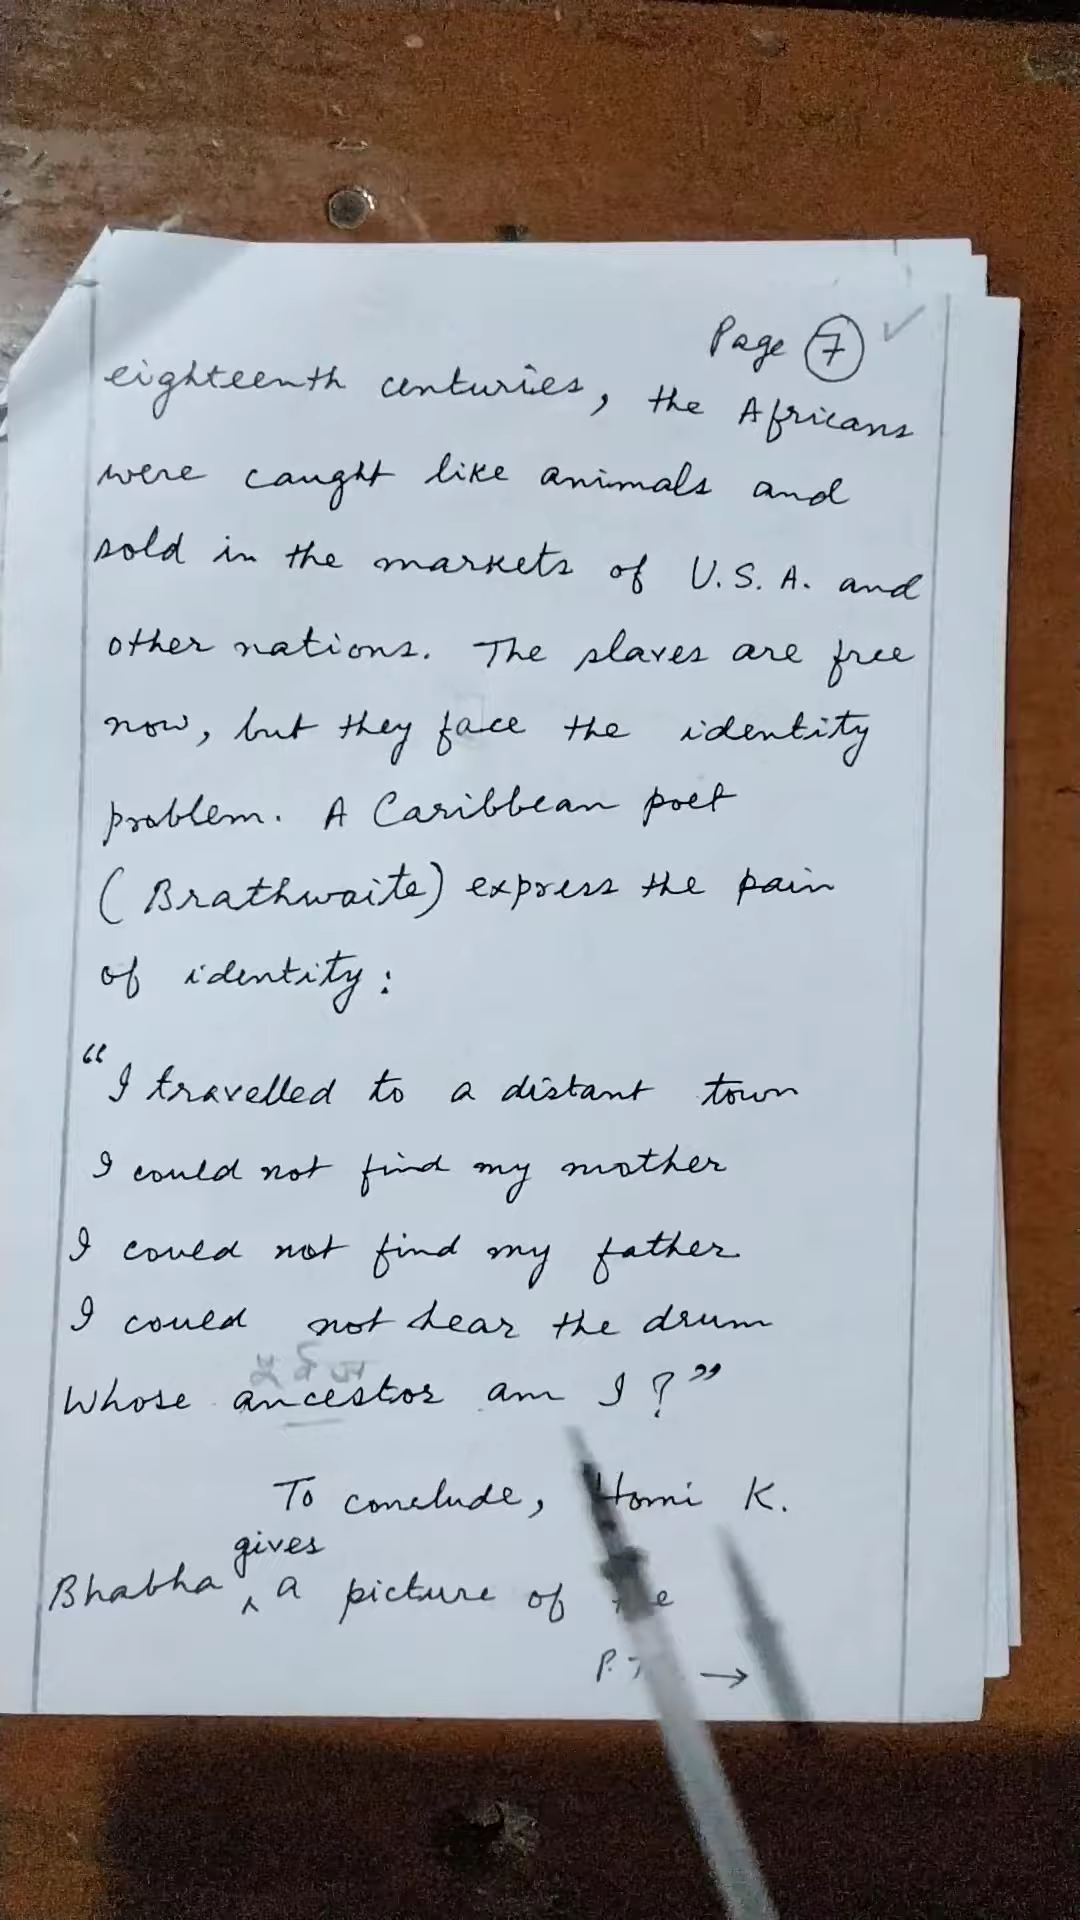 Page 7
eighteenth centuries, the Africans
were caught like animals and
sold in the markets of U.S.A. and
other nations. The slaves are free
now, but they face the identity
problem. A Caribbean poet
(Brathwaite) express the pain
of identity:
"I travelled to a distant town
I could not find my mother
I could not find my father
I could not hear the drum
Whose ancestor am I?"
To conclude, Homi K.
gives
Bhabha ^ a picture of
P.